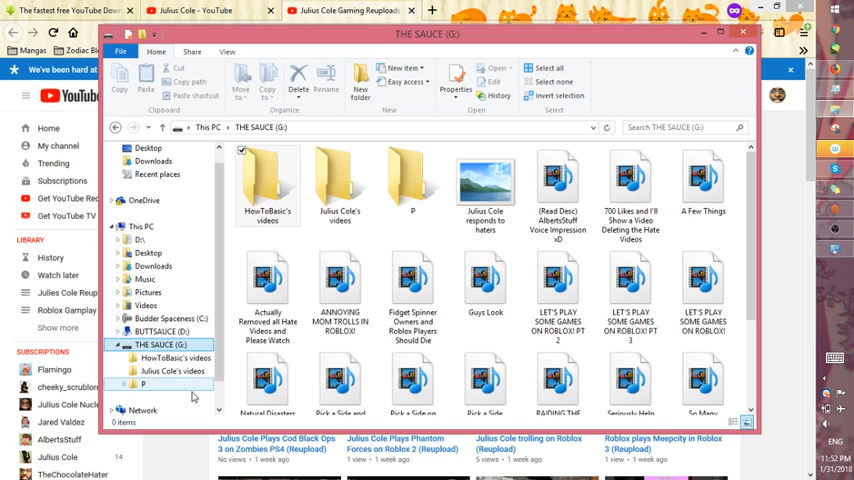 The fastest free YouTube Down
Julius Cole - YouTube
Julius Cole Gaming Reuploads
Mangas
Zodiac Bl
We've been hard at
THE SAUCE (G:)
File
Home
Share
View
Copy
Paste
Cut
Copy path
Paste shortcut
Clipboard
Move to
Copy to
Delete
Rename
Organize
New folder
New item
Easy access
New
Properties
Open
Edit
History
Open
Select all
Select none
Invert selection
Select
This PC
THE SAUCE (G:)
Search THE SAUCE (G:)
YouTube
Home
My channel
Trending
Subscriptions
Get YouTube Rec
Get YouTube TV
LIBRARY
History
Watch later
Julius Cole Reup
Roblox Gamplay
Show more
SUBSCRIPTIONS
Flamingo
cheeky_scrublorc
Julius Cole Nucle
Jared Valdez
AlbertsStuff
Julius Cole
14
TheChocolateHater
Desktop
Downloads
Recent places
OneDrive
This PC
D:\
Desktop
Downloads
Music
Pictures
Videos
Budder Spaceness (C:)
BUTTSAUCE (D:)
THE SAUCE (G:)
HowToBasic's videos
Julius Cole's videos
P
Network
0 items
HowToBasic's
videos
Julius Cole's
videos
P
Julius Cole
responds to
haters
(Read Desc)
AlbertsStuff
Voice Impression
xD
700 Likes and I'll
Show a Video
Deleting the Hate
Videos
A Few Things
Actually
Removed all Hate
Videos and
Please Watch
ANNOYING
MOM TROLLS IN
ROBLOX!
Fidget Spinner
Owners and
Roblox Players
Should Die
Guys Look
LET'S PLAY
SOME GAMES
ON ROBLOX! PT
2
LET'S PLAY
SOME GAMES
ON ROBLOX! PT
3
LET'S PLAY
SOME GAMES
ON ROBLOX!
Natural Disasters
Pick a Side and
Pick a Side on
Pick a Side
RAIDING THE
Seriously Help
So Many
Julius Cole Plays Cod Black Ops
3 on Zombies PS4 (Reupload)
No views • 1 week ago
Julius Cole Plays Phantom
Forces on Roblox 2 (Reupload)
1 view • 1 week ago
Julius Cole trolling on Roblox
(Reupload)
5 views • 1 week ago
Roblox plays Meepcity in Roblox
3 (Reupload)
1 view • 1 week ago
11:52 PM
1/31/2018